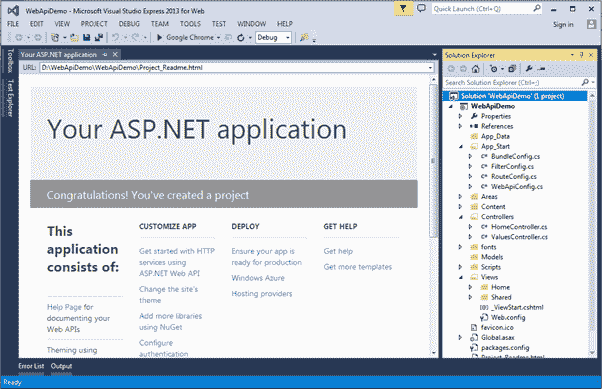 WebApiDemo - Microsoft Visual Studio Express 2013 for Web
Quick Launch (Ctrl+Q)
FILE EDIT VIEW PROJECT DEBUG TEAM TOOLS TEST WINDOW HELP
Sign in
Google Chrome
Debug
Toolbox
Test Explorer
Your ASP.NET application
URL: D:\WebApiDemo\WebApiDemo\Project_Readme.html
Your ASP.NET application
Congratulations! You've created a project
This
application
consists of:
Help Page for
documenting your
Web APIs
Theming using
CUSTOMIZE APP
Get started with HTTP
services using
ASP.NET Web API
Change the site's
theme
Add more libraries
using NuGet
Configure
authentication
DEPLOY
Ensure your app is
ready for production
Windows Azure
Hosting providers
GET HELP
Get help
Get more templates
Solution Explorer
Search Solution Explorer (Ctrl+;)
Solution 'WebApiDemo' (1 project)
WebApiDemo
Properties
References
App_Data
App_Start
BundleConfig.cs
FilterConfig.cs
RouteConfig.cs
WebApiConfig.cs
Areas
Content
Controllers
HomeController.cs
ValuesController.cs
fonts
Models
Scripts
Views
Home
Shared
_ViewStart.cshtml
Web.config
favicon.ico
Global.asax
packages.config
Project_Readme.html
Error List Output
Ready